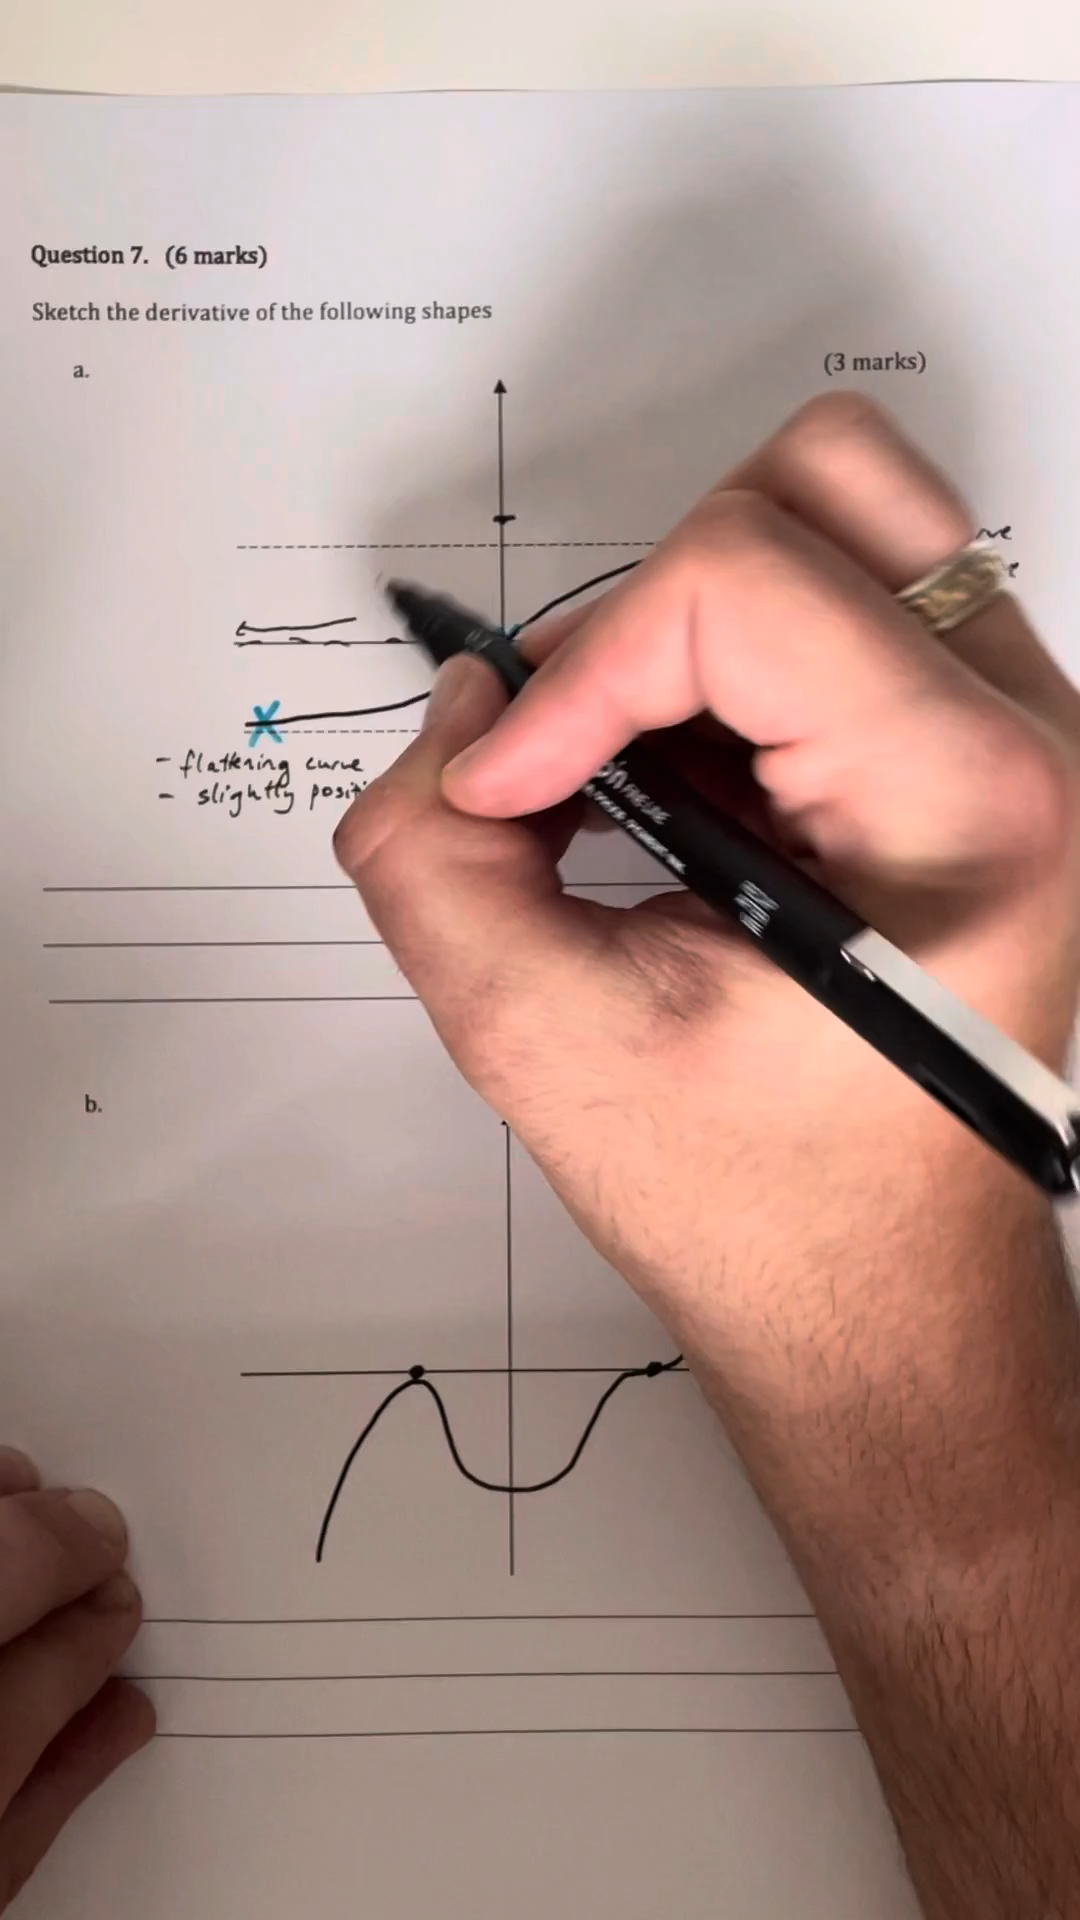 Question 7. (6 marks)
Sketch the derivative of the following shapes
a.
(3 marks)
- flattening curve
- slightly
b.